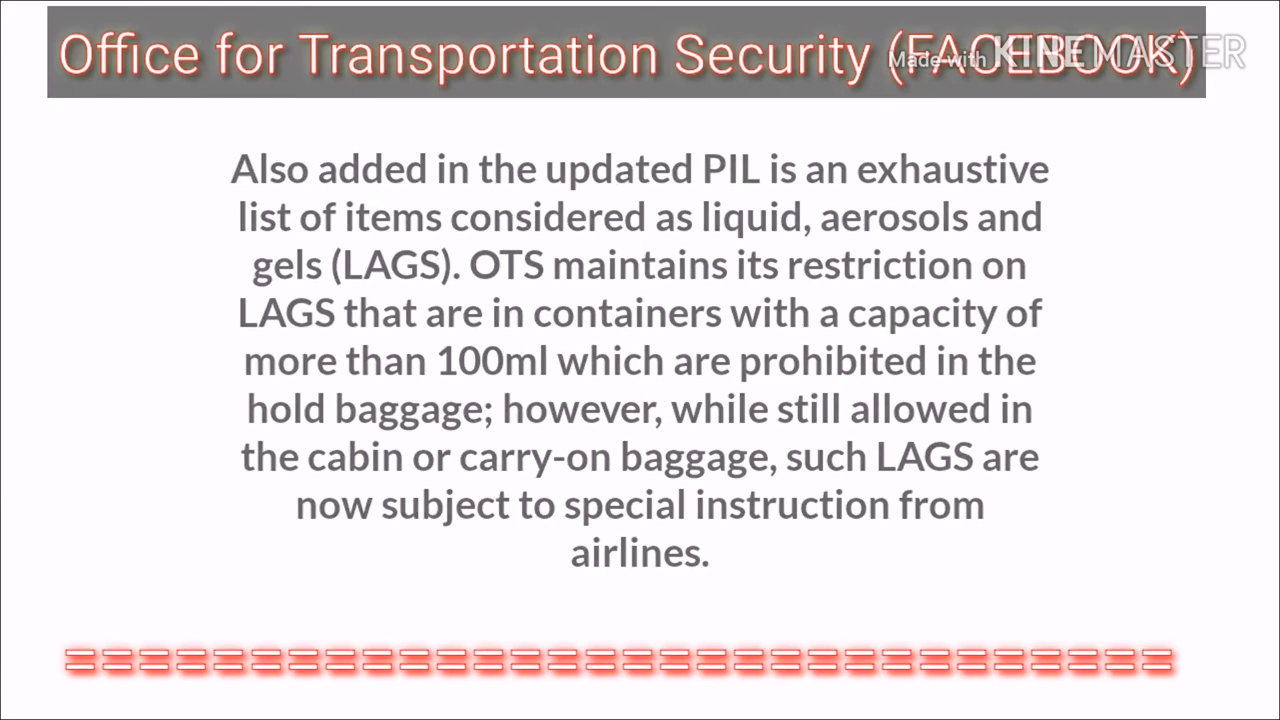 Office for Transportation Security (FACEBOOK)
Made with KINEMASTER
Also added in the updated PIL is an exhaustive
list of items considered as liquid, aerosols and
gels (LAGS). OTS maintains its restriction on
LAGS that are in containers with a capacity of
more than 100ml which are prohibited in the
hold baggage; however, while still allowed in
the cabin or carry-on baggage, such LAGS are
now subject to special instruction from
airlines.
==============================